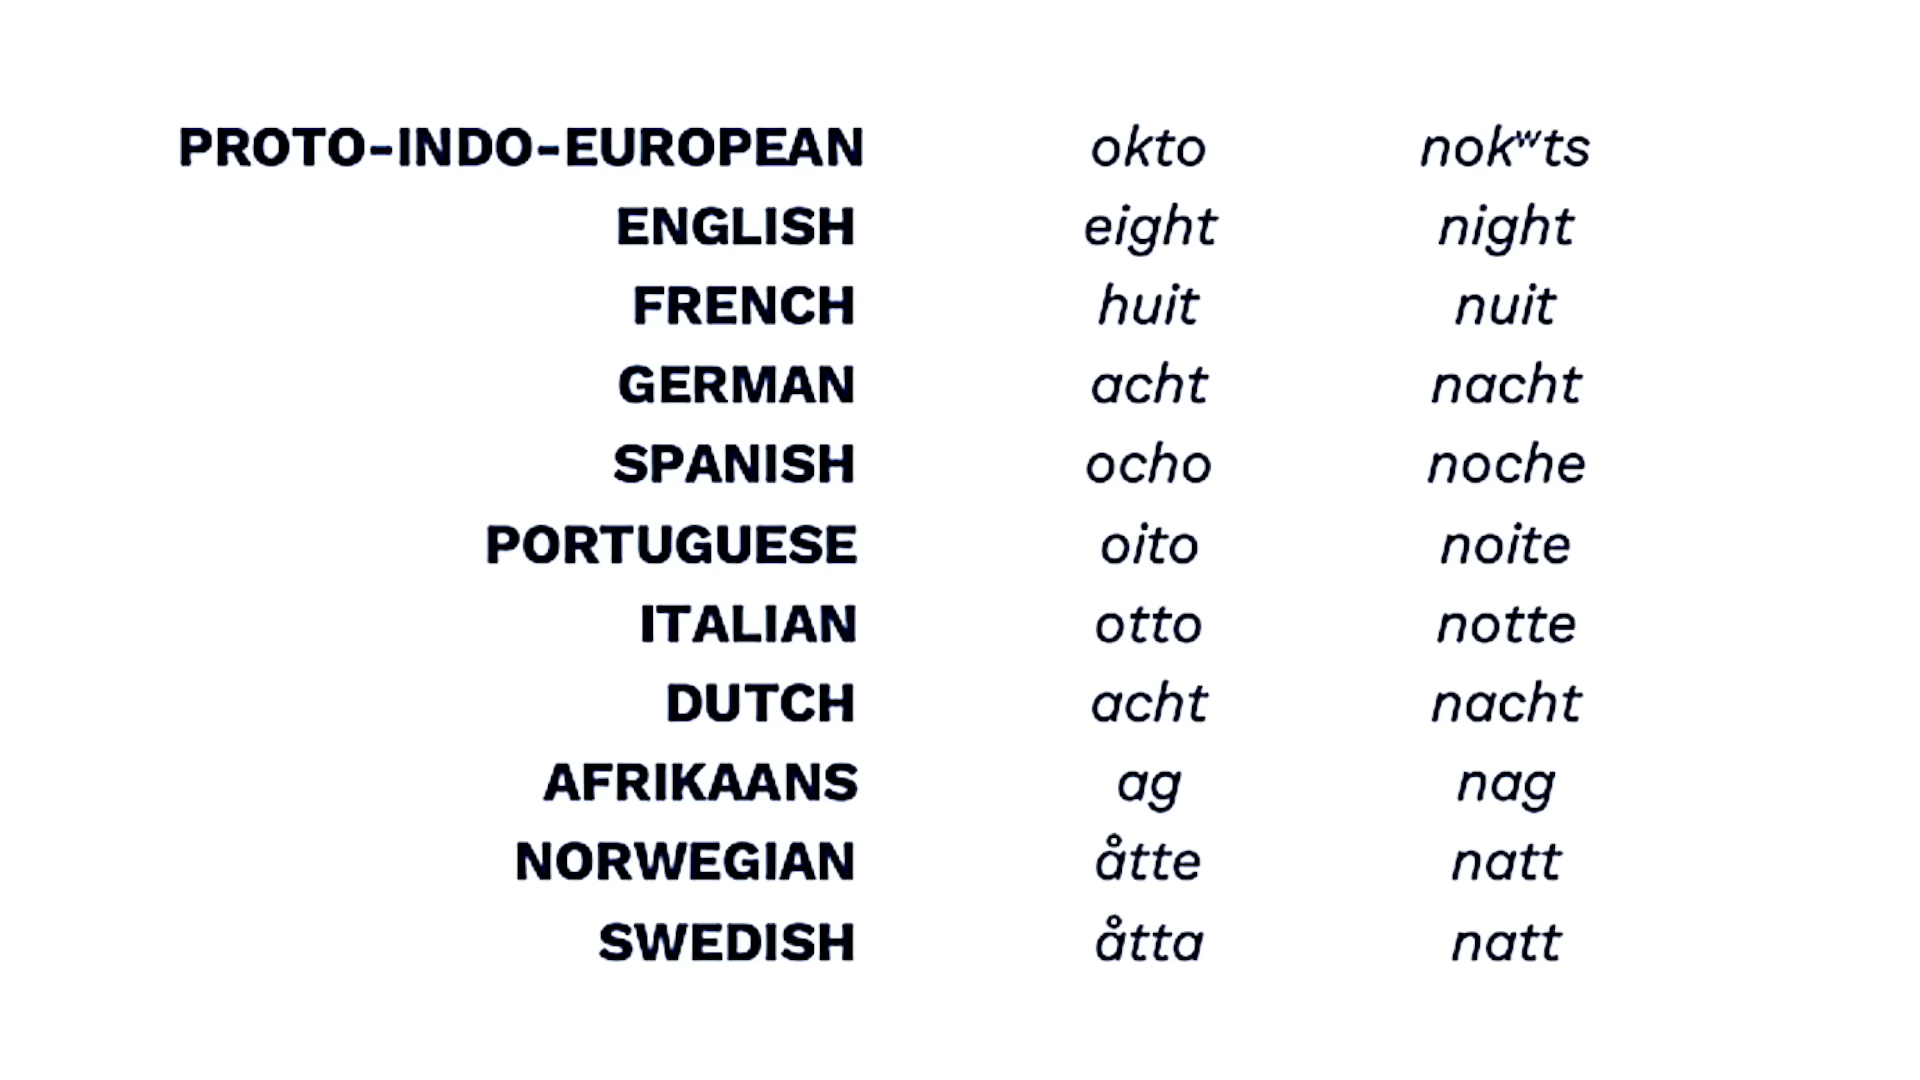 PROTO-INDO-EUROPEAN okto nokʷts
ENGLISH eight night
FRENCH huit nuit
GERMAN acht nacht
SPANISH ocho noche
PORTUGUESE oito noite
ITALIAN otto notte
DUTCH acht nacht
AFRIKAANS ag nag
NORWEGIAN åtte natt
SWEDISH åtta natt